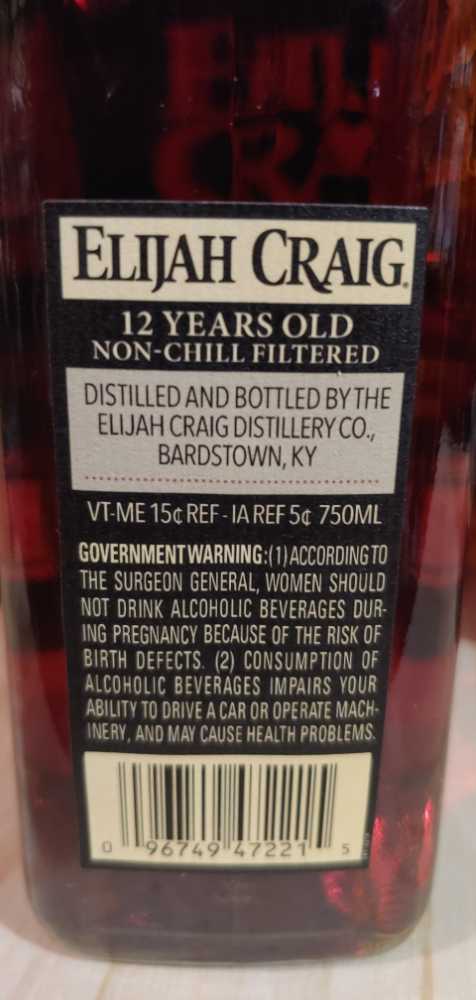 ELIJAH CRAIG.
12 YEARS OLD
NON-CHILL FILTERED
DISTILLED AND BOTTLED BY THE
ELIJAH CRAIG DISTILLERY CO.,
BARDSTOWN, KY
VT-ME 15¢ REF - IA REF 5¢ 750ML
GOVERNMENT WARNING:(1) ACCORDING TO
THE SURGEON GENERAL, WOMEN SHOULD
NOT DRINK ALCOHOLIC BEVERAGES DUR-
ING PREGNANCY BECAUSE OF THE RISK OF
BIRTH DEFECTS. (2) CONSUMPTION OF
ALCOHOLIC BEVERAGES IMPAIRS YOUR
ABILITY TO DRIVE A CAR OR OPERATE MACH-
INERY, AND MAY CAUSE HEALTH PROBLEMS.
0 96749 47221 5